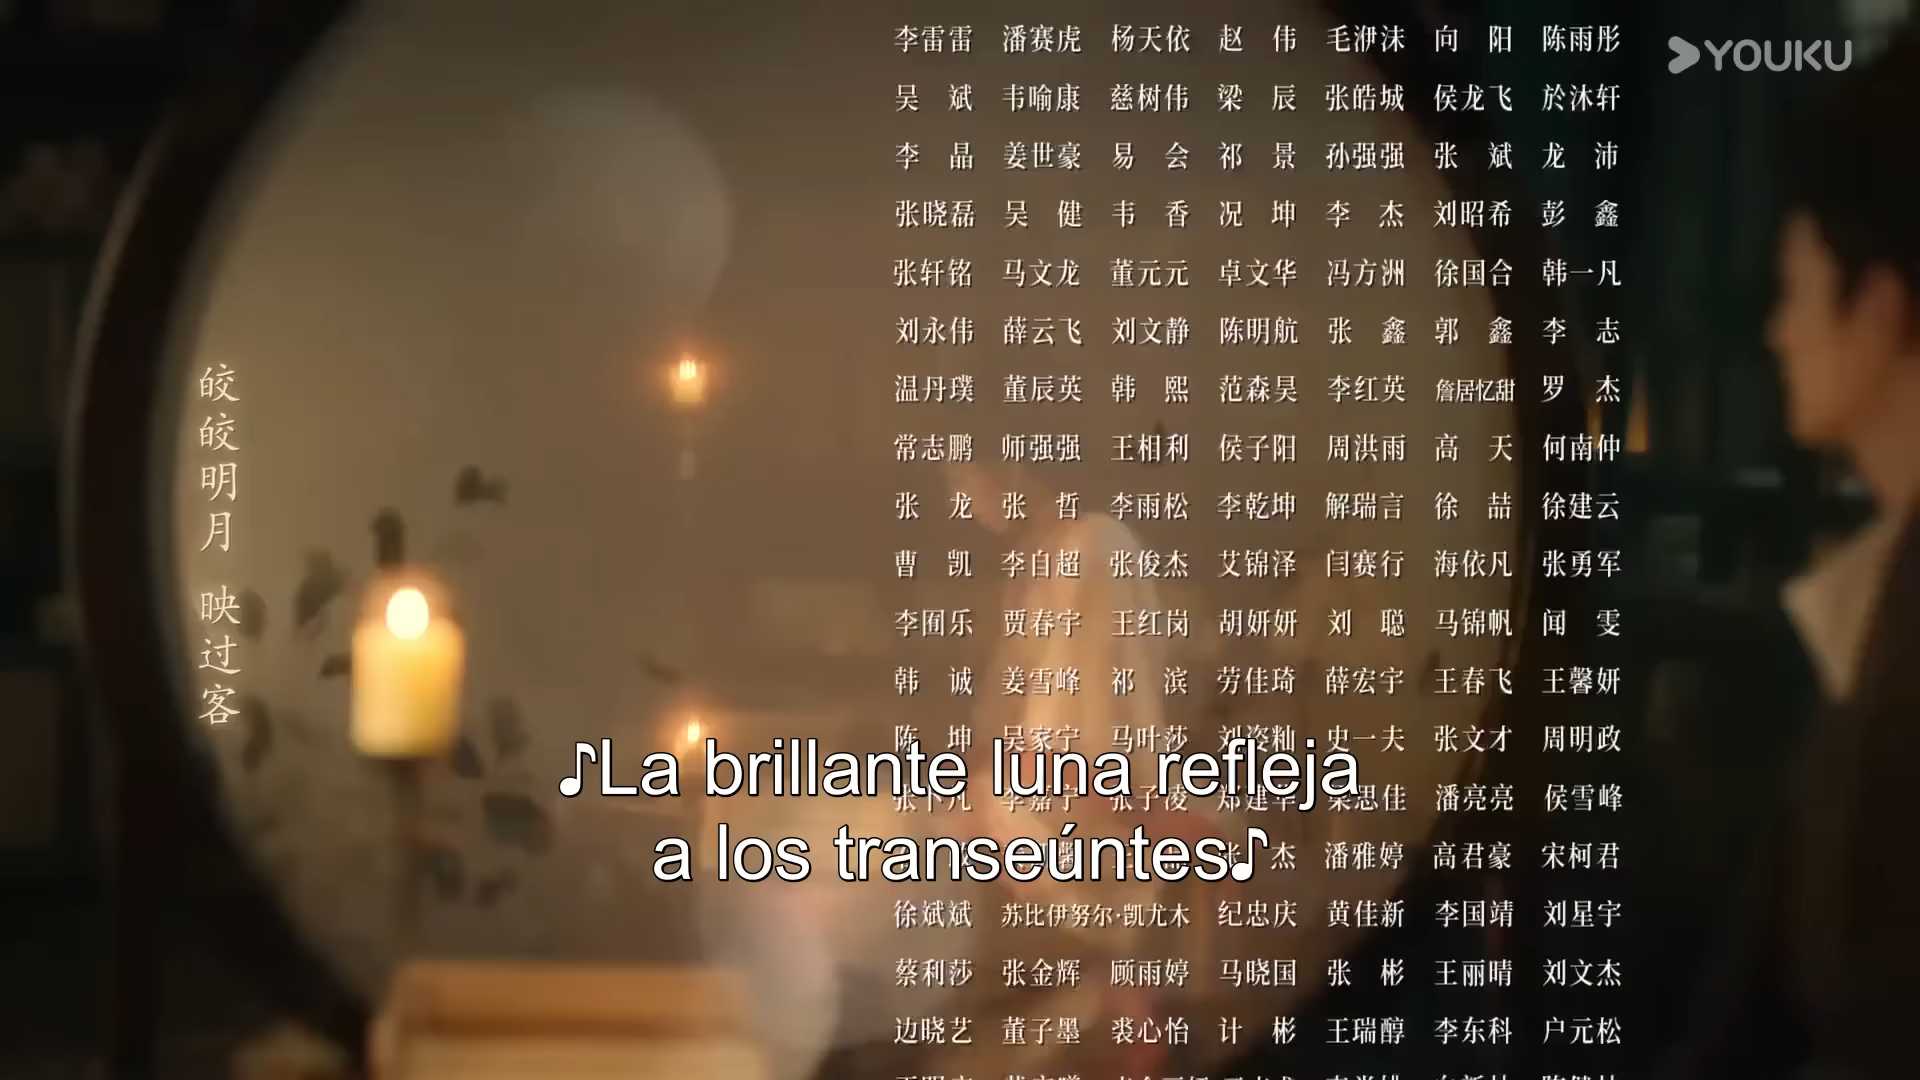 李雷雷 潘赛虎 杨天依 赵伟 毛洢沫 向阳 陈雨彤
YOUKU
吴斌 韦喻康 慈树伟 梁辰 张皓城 侯龙飞 於沐轩
李晶 姜世豪 易会 祁景 孙强强 张斌 龙沛
张晓磊 吴健 韦香 况坤 李杰 刘昭希 彭鑫
张轩铭 马文龙 董元元 卓文华 冯方洲 徐国合 韩一凡
刘永伟 薛云飞 刘文静 陈明航 张鑫 郭鑫 李志
温丹璞 董辰英 韩熙 范森昊 李红英 詹居忆甜 罗杰
常志鹏 师强强 王相利 侯子阳 周洪雨 高天 何南仲
张龙 张哲 李雨松 李乾坤 解瑞言 徐喆 徐建云
曹凯 李自超 张俊杰 艾锦泽 闫赛行 海依凡 张勇军
李囿乐 贾春宇 王红岗 胡妍妍 刘聪 马锦帆 闻雯
韩诚 姜雪峰 祁滨 劳佳琦 薛宏宇 王春飞 王馨妍
陈坤 吴家宁 马叶莎 刘姿籼 史一夫 张文才 周明政
李嘉宁 张子凌 郑建华 潘亮亮 侯雪峰
杰 潘雅婷 高君豪 宋柯君
徐斌斌 苏比伊努尔·凯尤木 纪忠庆 黄佳新 李国靖 刘星宇
蔡利莎 张金辉 顾雨婷 马晓国 张彬 王丽晴 刘文杰
边晓艺 董子墨 裘心怡 计彬 王瑞醇 李东科 户元松
皎皎明月 映过客
♪La brillante luna refleja
a los transeúntes♪